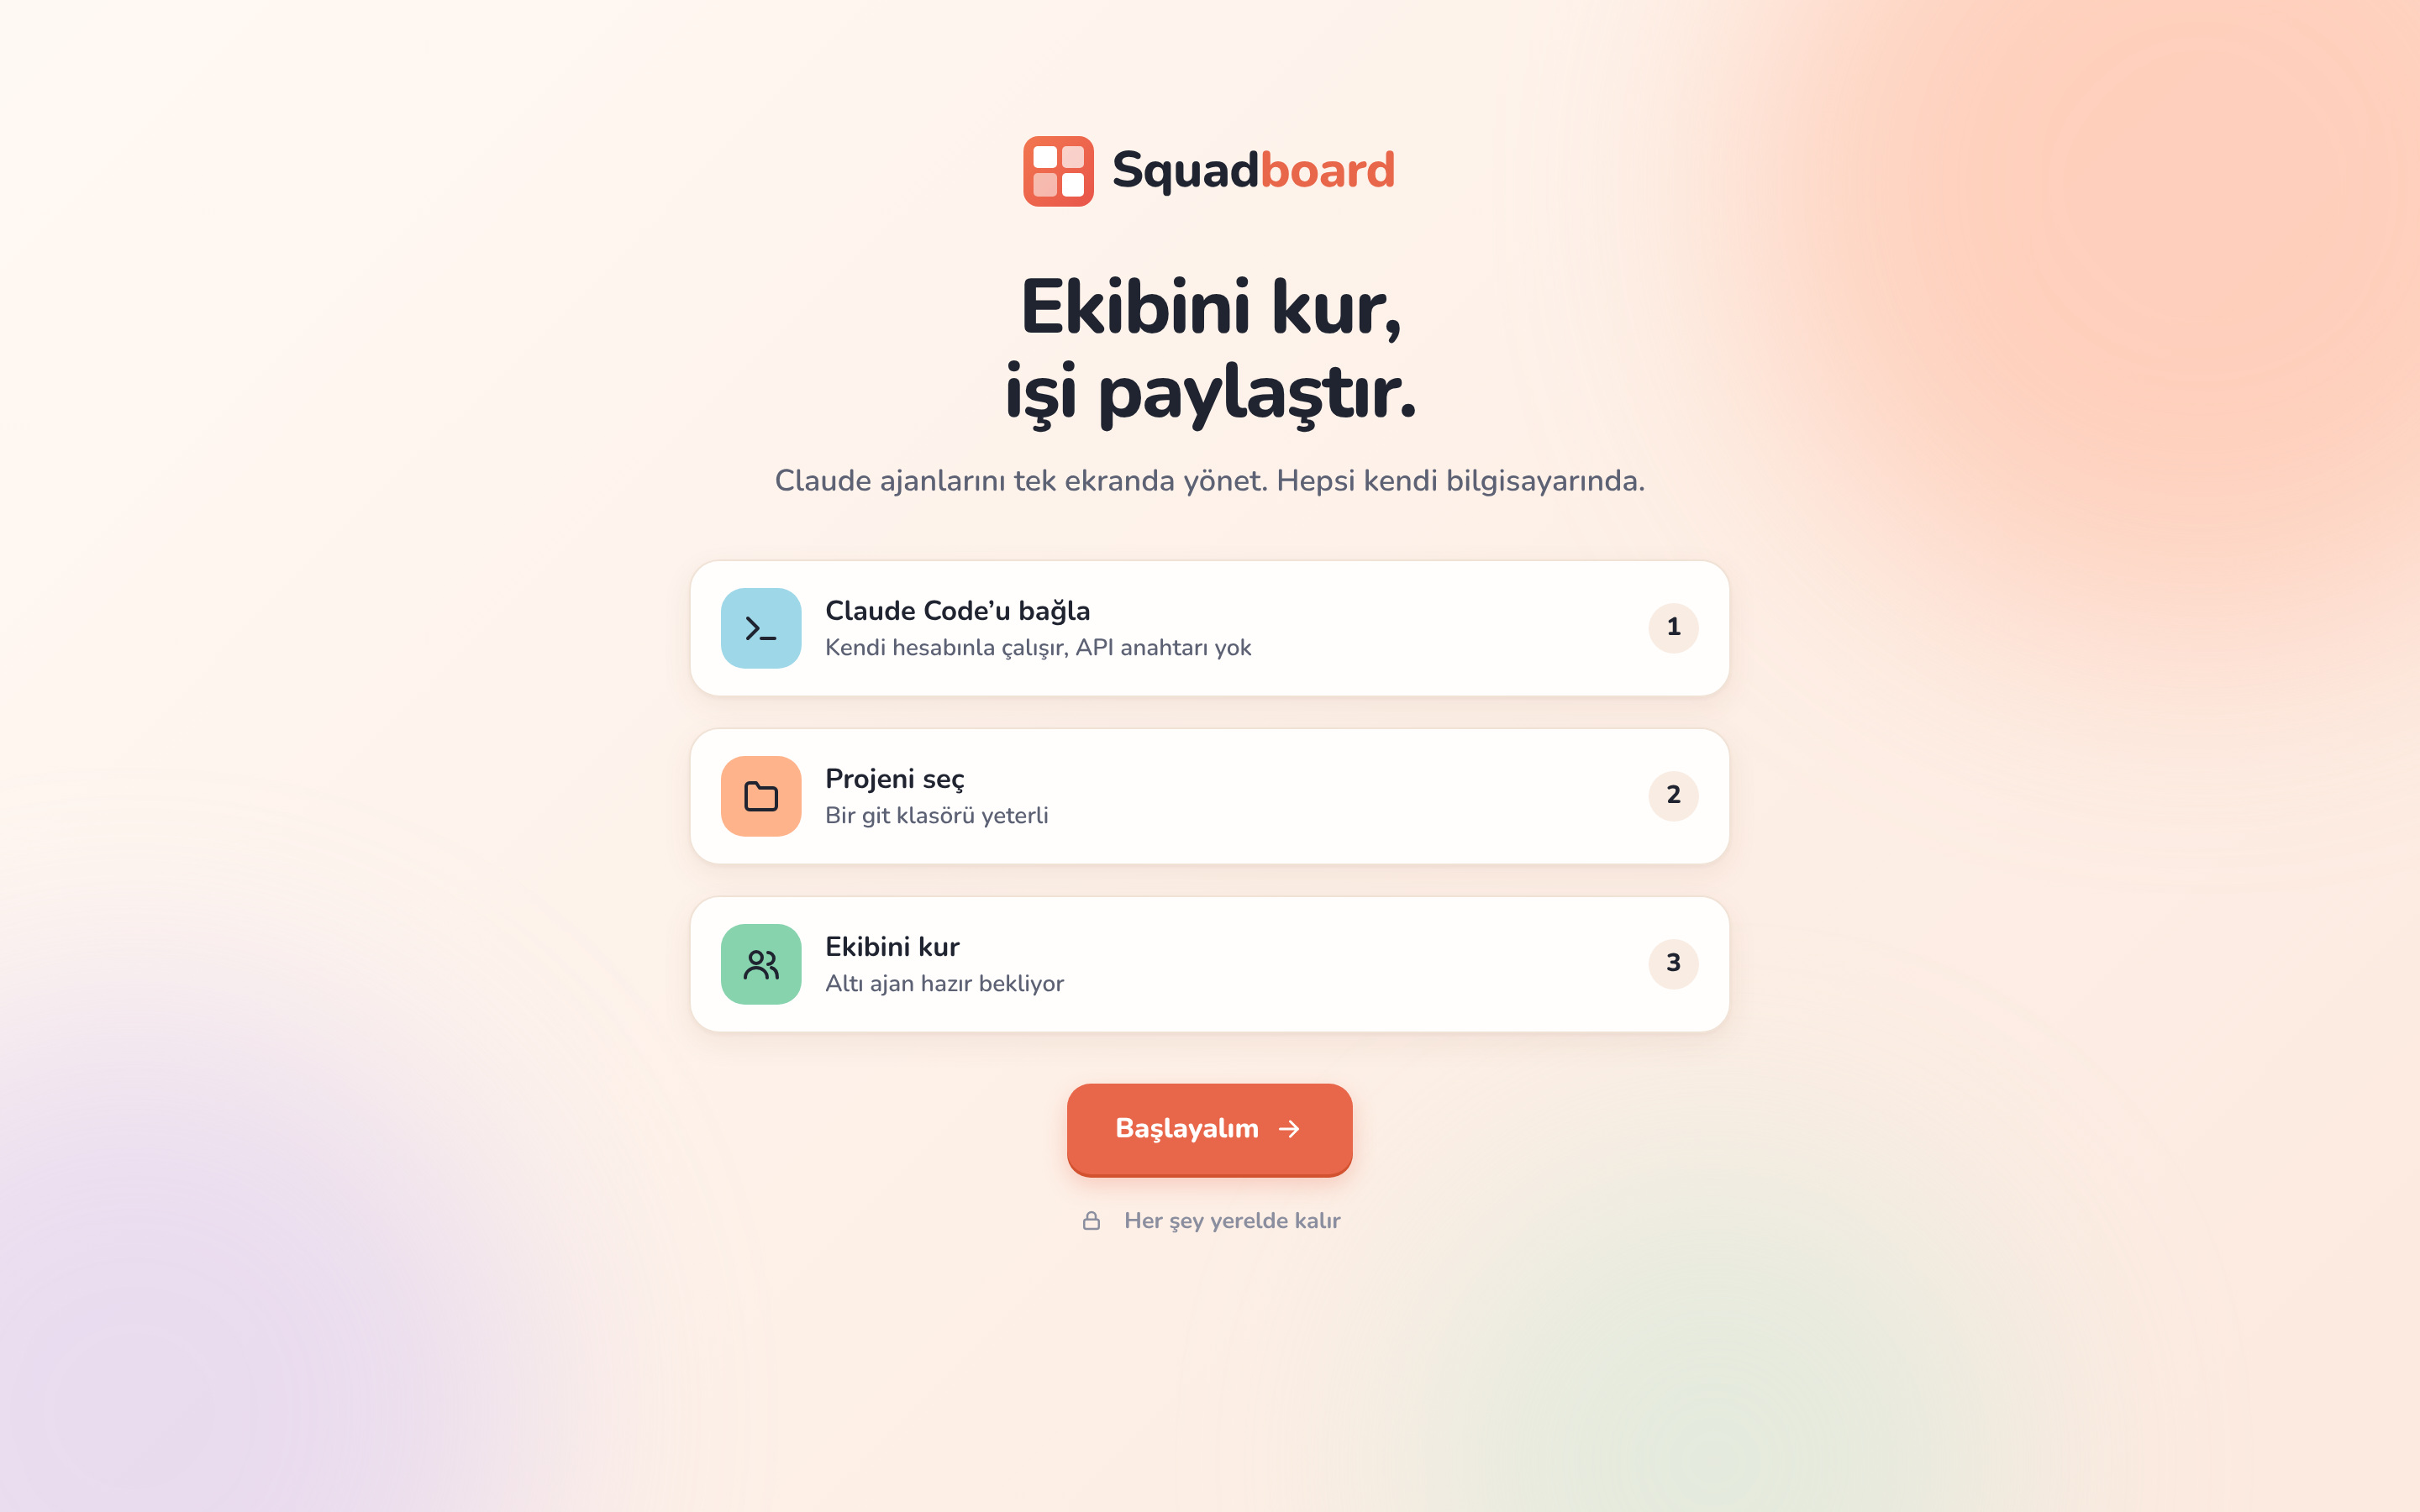 Squadboard
Ekibini kur,
işi paylaştır.
Claude ajanlarını tek ekranda yönet. Hepsi kendi bilgisayarında.
Claude Code’u bağla
Kendi hesabınla çalışır, API anahtarı yok
1
Projeni seç
Bir git klasörü yeterli
2
Ekibini kur
Altı ajan hazır bekliyor
3
Başlayalım →
Her şey yerelde kalır